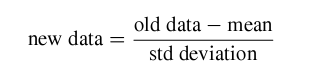 new data = old data − mean
std deviation